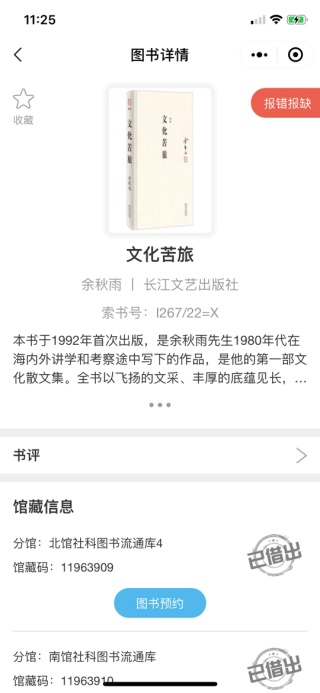 11:25
图书详情
收藏
文化苦旅
文化苦旅
报错报缺
文化苦旅
余秋雨 | 长江文艺出版社
索书号：I267/22=X
本书于1992年首次出版，是余秋雨先生1980年代在
海内外讲学和考察途中写下的作品，是他的第一部文
化散文集。全书以飞扬的文采、丰厚的底蕴见长，...
书评
馆藏信息
分馆：北馆社科图书流通库4
馆藏码：11963909
已借出
图书预约
分馆：南馆社科图书流通库
馆藏码：11963910
已借出